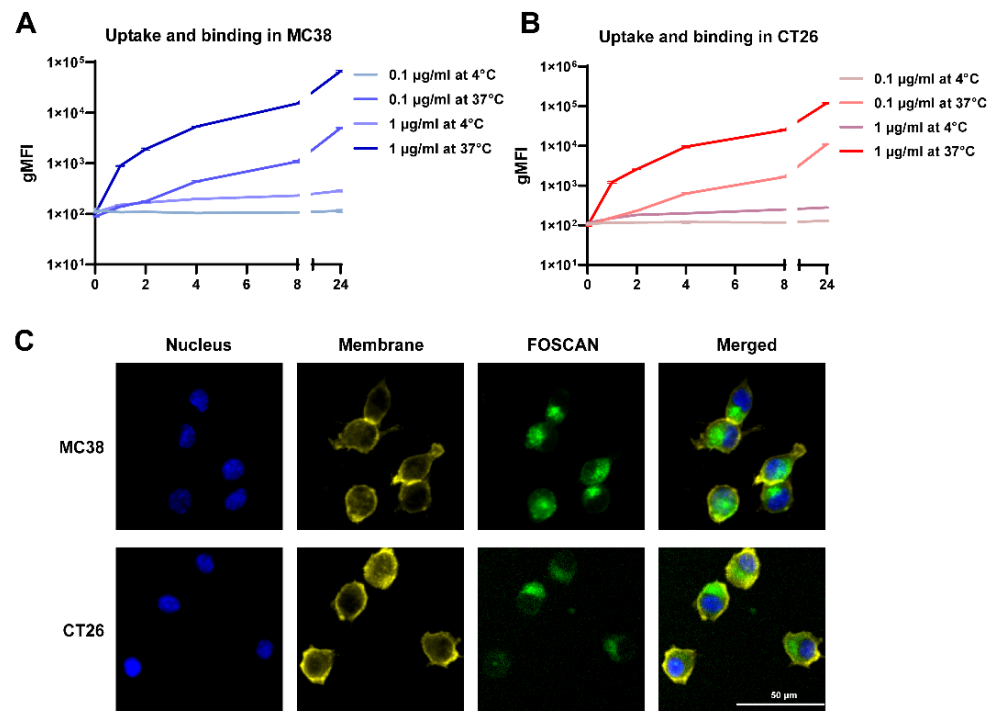 A
Uptake and binding in MC38
gMFI
1×10⁵
1×10⁴
1×10³
1×10²
1×10¹
0 2 4 6 8 24
0.1 µg/ml at 4°C
0.1 µg/ml at 37°C
1 µg/ml at 4°C
1 µg/ml at 37°C
B
Uptake and binding in CT26
gMFI
1×10⁶
1×10⁵
1×10⁴
1×10³
1×10²
1×10¹
0 2 4 6 8 24
0.1 µg/ml at 4°C
0.1 µg/ml at 37°C
1 µg/ml at 4°C
1 µg/ml at 37°C
C
Nucleus Membrane FOSCAN Merged
MC38
CT26
50 µm